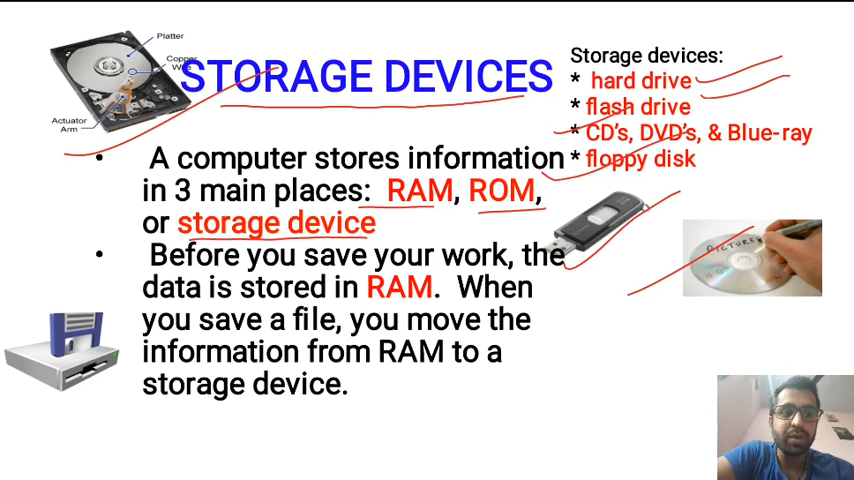 Platter
Copper
Wire
Actuator
Arm
STORAGE DEVICES
Storage devices:
* hard drive
* flash drive
* CD's, DVD's, & Blue-ray
* floppy disk
• A computer stores information
in 3 main places: RAM, ROM,
or storage device
• Before you save your work, the
data is stored in RAM. When
you save a file, you move the
information from RAM to a
storage device.
PICTURES